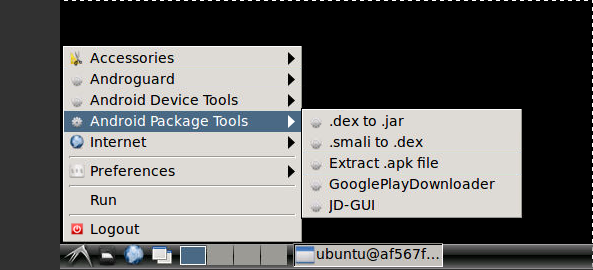 Accessories
Androguard
Android Device Tools
Android Package Tools
Internet
Preferences
Run
Logout
.dex to .jar
.smali to .dex
Extract .apk file
GooglePlayDownloader
JD-GUI
ubuntu@af567f...